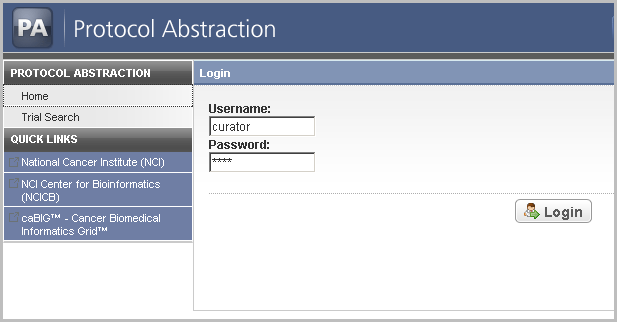 PA Protocol Abstraction
PROTOCOL ABSTRACTION
Home
Trial Search
QUICK LINKS
National Cancer Institute (NCI)
NCI Center for Bioinformatics
(NCICB)
caBIG™ - Cancer Biomedical
Informatics Grid™
Login
Username:
curator
Password:
****
Login